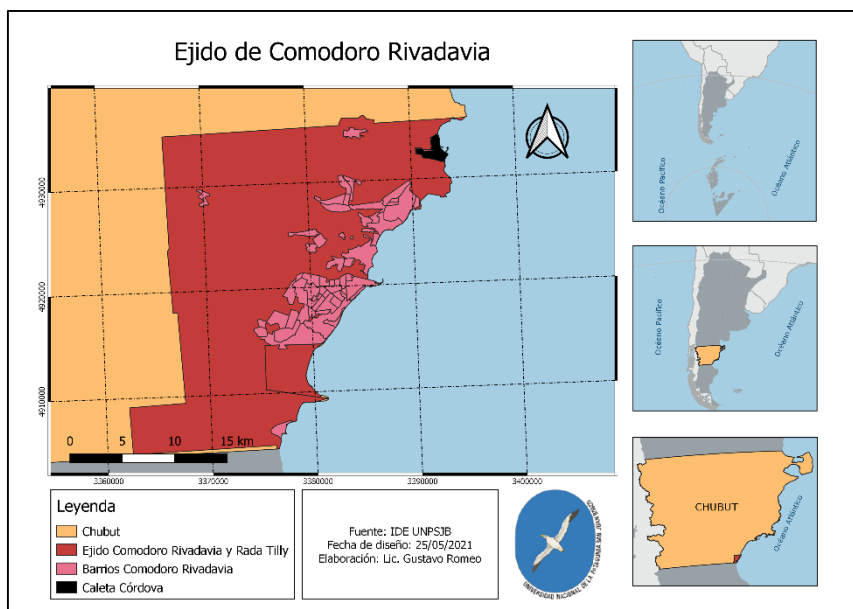 Ejido de Comodoro Rivadavia
4930000
4920000
4910000
0 5 10 15 km
3360000 3370000 3380000 3390000 3400000
Leyenda
Chubut
Ejido Comodoro Rivadavia y Rada Tilly
Barrios Comodoro Rivadavia
Caleta Córdova
Fuente: IDE UNPSJB
Fecha de diseño: 25/05/2021
Elaboración: Lic. Gustavo Romeo
UNIVERSIDAD NACIONAL DE LA PATAGONIA SAN JUAN BOSCO
Océano Pacífico
Océano Atlántico
Océano Pacífico
Océano Atlántico
CHUBUT
Océano Atlántico